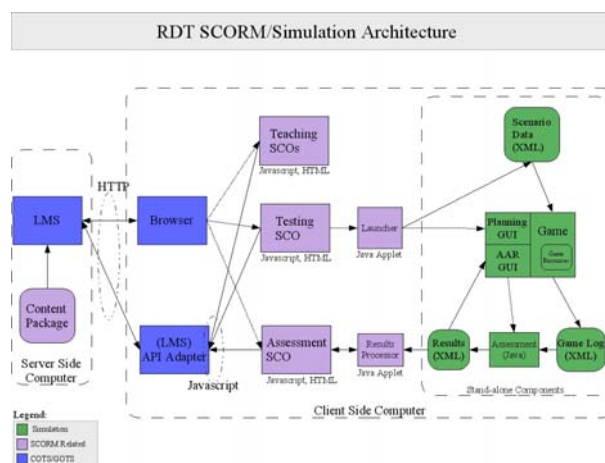 RDT SCORM/Simulation Architecture
Scenario
Data
(XML)
Teaching
SCOs
Javascript, HTML
HTTP
LMS
Browser
Testing
SCO
Javascript, HTML
Launcher
Java Applet
Planning
GUI
Game
AAR
GUI
Game
Content
Package
Server Side
Computer
(LMS)
API Adapter
Javascript
Assessment
SCO
Javascript, HTML
Results
Processor
Java Applet
Results
(XML)
Assessment
(Java)
Game Log
(XML)
Stand-alone Components
Client Side Computer
Legend:
Simulation
SCORM Related
COTS/GOTS